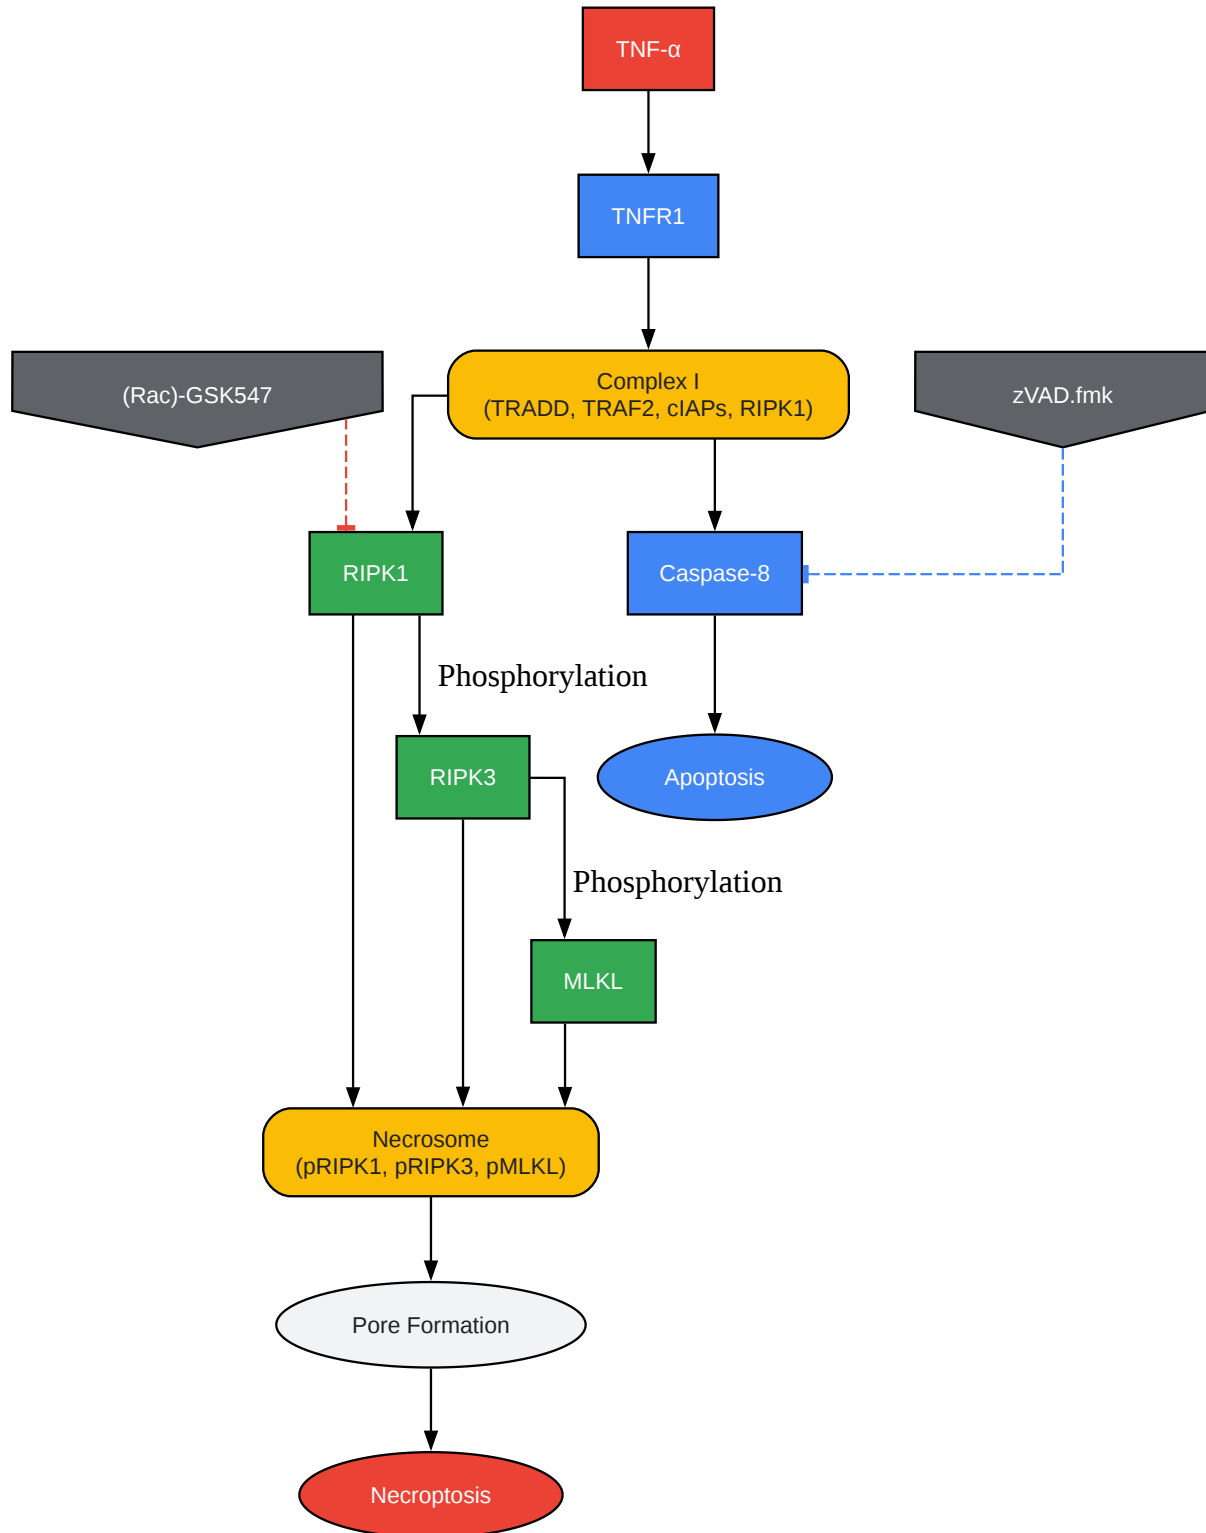 TNF-α
TNFR1
(Rac)-GSK547
Complex I
(TRADD, TRAF2, cIAPs, RIPK1)
zVAD.fmk
RIPK1
Caspase-8
Phosphorylation
RIPK3
Apoptosis
Phosphorylation
MLKL
Necrosome
(pRIPK1, pRIPK3, pMLKL)
Pore Formation
Necroptosis